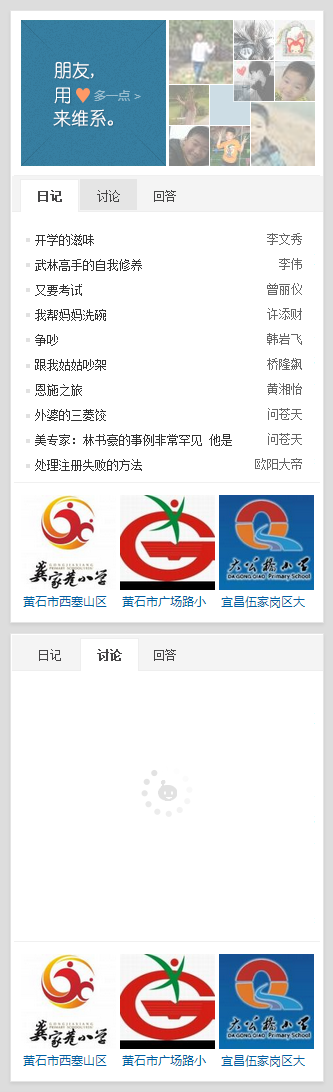 朋友,
用 多一点 >
来维系。
日记 讨论 回答
开学的滋味 李文秀
武林高手的自我修养 李伟
又要考试 曾丽仪
我帮妈妈洗碗 许添财
争吵 韩岩飞
跟我姑姑吵架 桥隆飙
恩施之旅 黄湘怡
外婆的三菱饺 问苍天
美专家：林书豪的事例非常罕见 他是 问苍天
处理注册失败的方法 欧阳大帝
龚家巷小学
大公桥小学
DA GONG QIAO Primary School
黄石市西塞山区 黄石市广场路小 宜昌伍家岗区大
日记 讨论 回答
龚家巷小学
大公桥小学
DA GONG QIAO Primary School
黄石市西塞山区 黄石市广场路小 宜昌伍家岗区大